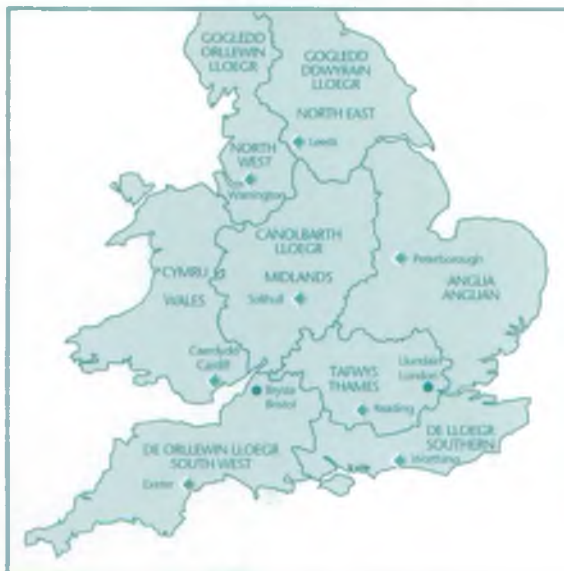 GOGLEDD
ORLLEWIN
LLOEGR
GOGLEDD
DDWYRAIN
LLOEGR
NORTH EAST
Leeds
NORTH
WEST
Warrington
CANOLBARTH
LLOEGR
MIDLANDS
Solihull
Peterborough
ANGLIA
ANGLIAN
CYMRU
WALES
Caerdydd
Cardiff
Bryste
Bristol
TAFWYS
THAMES
Llundain
London
Reading
DE LLOEGR
SOUTHERN
Worthing
DE ORLLEWIN LLOEGR
SOUTH WEST
Exeter